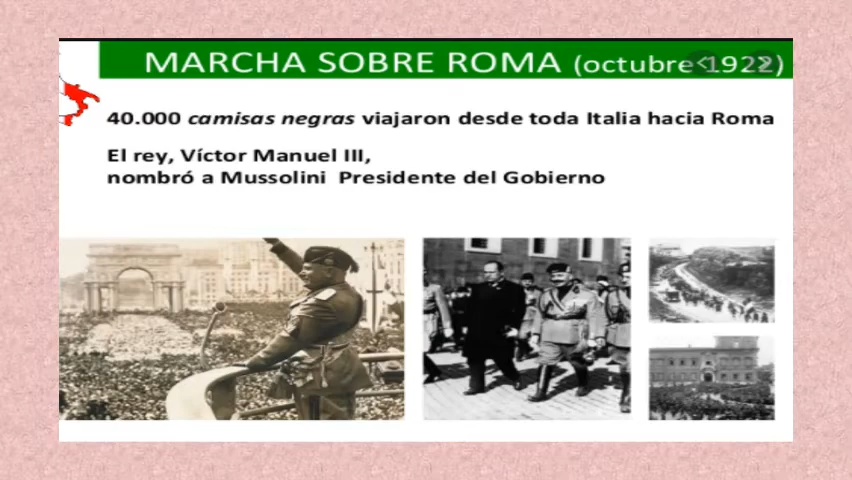 MARCHA SOBRE ROMA (octubre 1922)
40.000 camisas negras viajaron desde toda Italia hacia Roma
El rey, Víctor Manuel III,
nombró a Mussolini Presidente del Gobierno